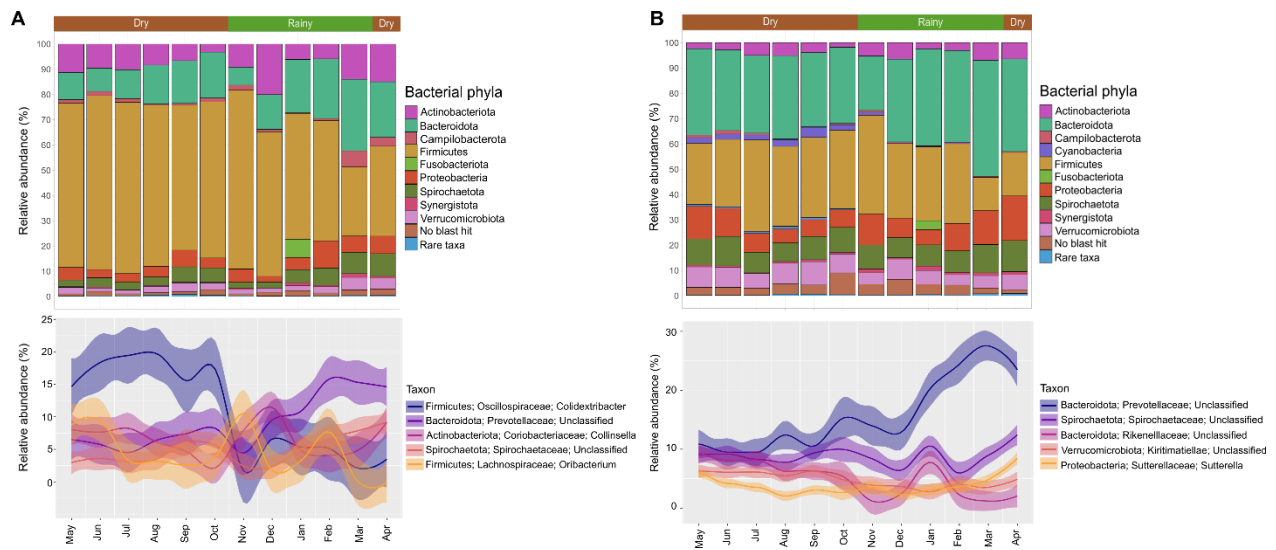 A
Dry
Rainy
Dry
Relative abundance (%)
100
90
80
70
60
50
40
30
20
10
0
Bacterial phyla
Actinobacteriota
Bacteroidota
Campilobacterota
Firmicutes
Fusobacteriota
Proteobacteria
Spirochaetota
Synergistota
Verrucomicrobiota
No blast hit
Rare taxa
Relative abundance (%)
25
20
15
10
5
0
May
Jun
Jul
Aug
Sep
Oct
Nov
Dec
Jan
Feb
Mar
Apr
Taxon
Firmicutes; Oscillospiraceae; Colidextribacter
Bacteroidota; Prevotellaceae; Unclassified
Actinobacteriota; Coriobacteriaceae; Collinsella
Spirochaetota; Spirochaetaceae; Unclassified
Firmicutes; Lachnospiraceae; Oribacterium
B
Dry
Rainy
Dry
Relative abundance (%)
100
90
80
70
60
50
40
30
20
10
0
Bacterial phyla
Actinobacteriota
Bacteroidota
Campilobacterota
Cyanobacteria
Firmicutes
Fusobacteriota
Proteobacteria
Spirochaetota
Synergistota
Verrucomicrobiota
No blast hit
Rare taxa
Relative abundance (%)
30
20
10
0
May
Jun
Jul
Aug
Sep
Oct
Nov
Dec
Jan
Feb
Mar
Apr
Taxon
Bacteroidota; Prevotellaceae; Unclassified
Spirochaetota; Spirochaetaceae; Unclassified
Bacteroidota; Rikenelllaceae; Unclassified
Verrucomicrobiota; Kiritimatiellae; Unclassified
Proteobacteria; Sutterellaceae; Sutterella